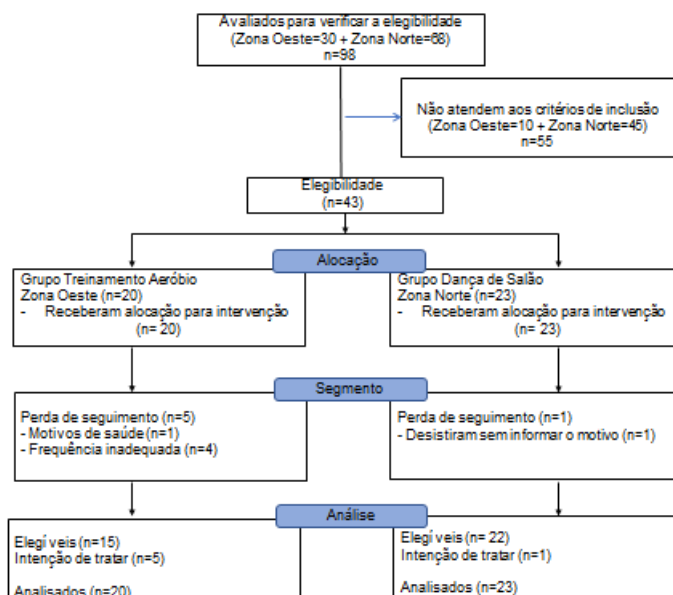 Avaliados para verificar a elegibilidade
(Zona Oeste=30 + Zona Norte=68)
n=98
Não atendem aos critérios de inclusão
(Zona Oeste=10 + Zona Norte=45)
n=55
Elegibilidade
(n=43)
Alocação
Grupo Treinamento Aeróbio
Zona Oeste (n=20)
- Receberam alocação para intervenção
(n= 20)
Grupo Dança de Salão
Zona Norte (n=23)
- Receberam alocação para intervenção
(n= 23)
Segmento
Perda de seguimento (n=5)
- Motivos de saúde (n=1)
- Frequência inadequada (n=4)
Perda de seguimento (n=1)
- Desistiram sem informar o motivo (n=1)
Análise
Elegí veis (n=15)
Intenção de tratar (n=5)
Analisados (n=20)
Elegí veis (n= 22)
Intenção de tratar (n=1)
Analisados (n=23)